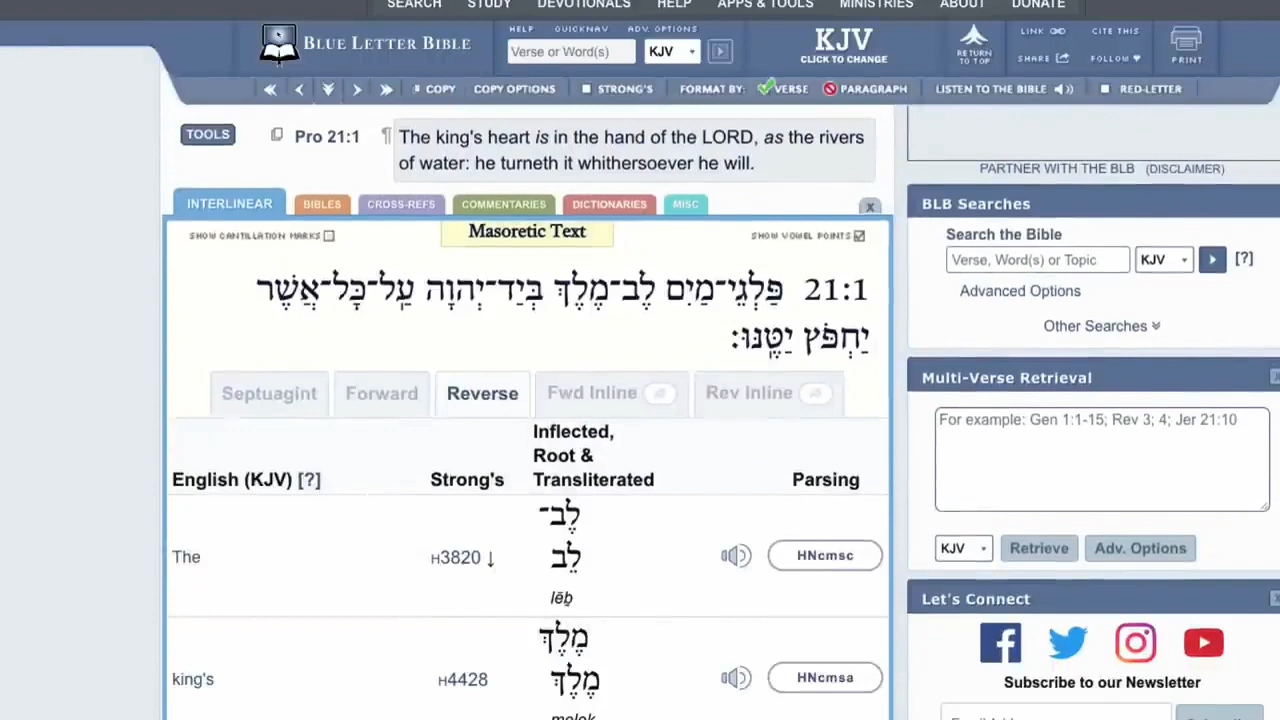 SEARCH STUDY DEVOTIONALS HELP APPS & TOOLS MINISTRIES ABOUT DONATE
BLUE LETTER BIBLE
HELP QUICKNAV ADV. OPTIONS
Verse or Word(s) KJV
KJV
CLICK TO CHANGE
RETURN
TO TOP
LINK CITE THIS
SHARE FOLLOW
PRINT
COPY COPY OPTIONS STRONG'S FORMAT BY: VERSE PARAGRAPH LISTEN TO THE BIBLE RED-LETTER
TOOLS Pro 21:1 ¶ The king's heart is in the hand of the LORD, as the rivers
of water: he turneth it whithersoever he will.
INTERLINEAR BIBLES CROSS-REFS COMMENTARIES DICTIONARIES MISC x
SHOW CANTILLATION MARKS Masoretic Text SHOW VOWEL POINTS
21:1 פַּלְגֵי־מַיִם לֶב־מֶלֶךְ בְּיַד־יְהוָה עַֽל־כָּל־אֲשֶׁר
יַחְפֹּץ יַטֶּֽנּוּ׃
Septuagint Forward Reverse Fwd Inline Rev Inline
English (KJV) [?] Strong's Inflected,
Root &
Transliterated Parsing
The H3820 ↓ לֶב־
לֵב
lēḇ HNcmsc
king's H4428 מֶלֶךְ
מֶלֶךְ
melek HNcmsa
PARTNER WITH THE BLB (DISCLAIMER)
BLB Searches
Search the Bible
Verse, Word(s) or Topic KJV [?]
Advanced Options
Other Searches
Multi-Verse Retrieval x
For example: Gen 1:1-15; Rev 3; 4; Jer 21:10
KJV Retrieve Adv. Options
Let's Connect x
Subscribe to our Newsletter